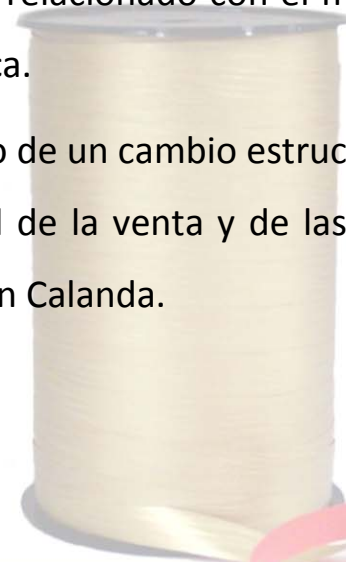 relacionado con el
ca.
o de un cambio estruc
l de la venta y de las
n Calanda.